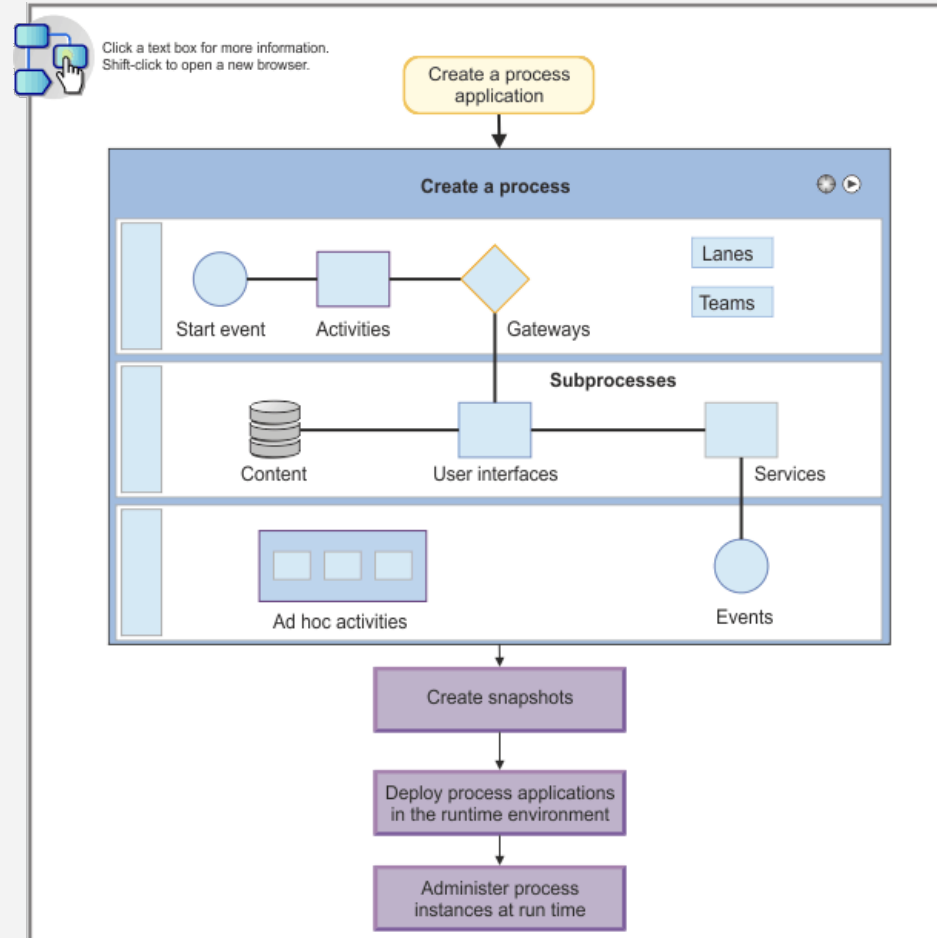 Click a text box for more information.
Shift-click to open a new browser.
Create a process
application
Create a process
Lanes
Teams
Start event
Activities
Gateways
Subprocesses
Content
User interfaces
Services
Ad hoc activities
Events
Create snapshots
Deploy process applications
in the runtime environment
Administer process
instances at run time